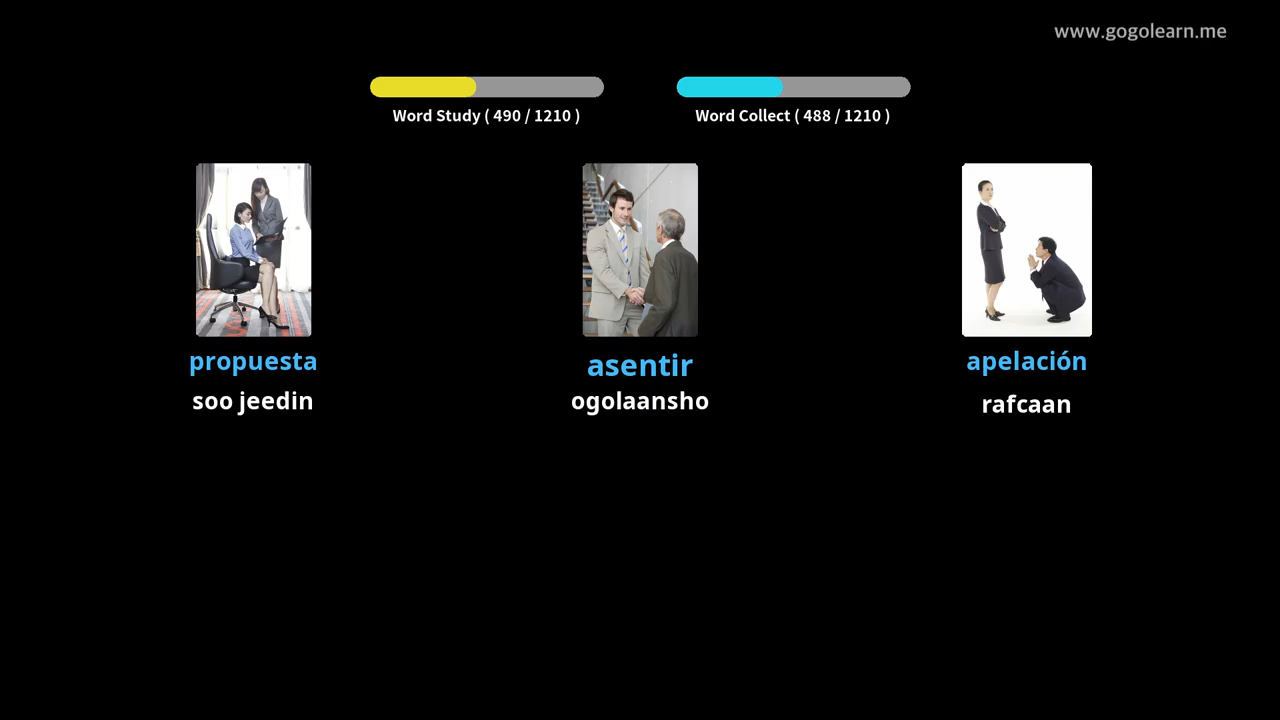 www.gogolearn.me
Word Study ( 490 / 1210 )
Word Collect ( 488 / 1210 )
propuesta
soo jeedin
asentir
ogolaansho
apelación
rafcaan